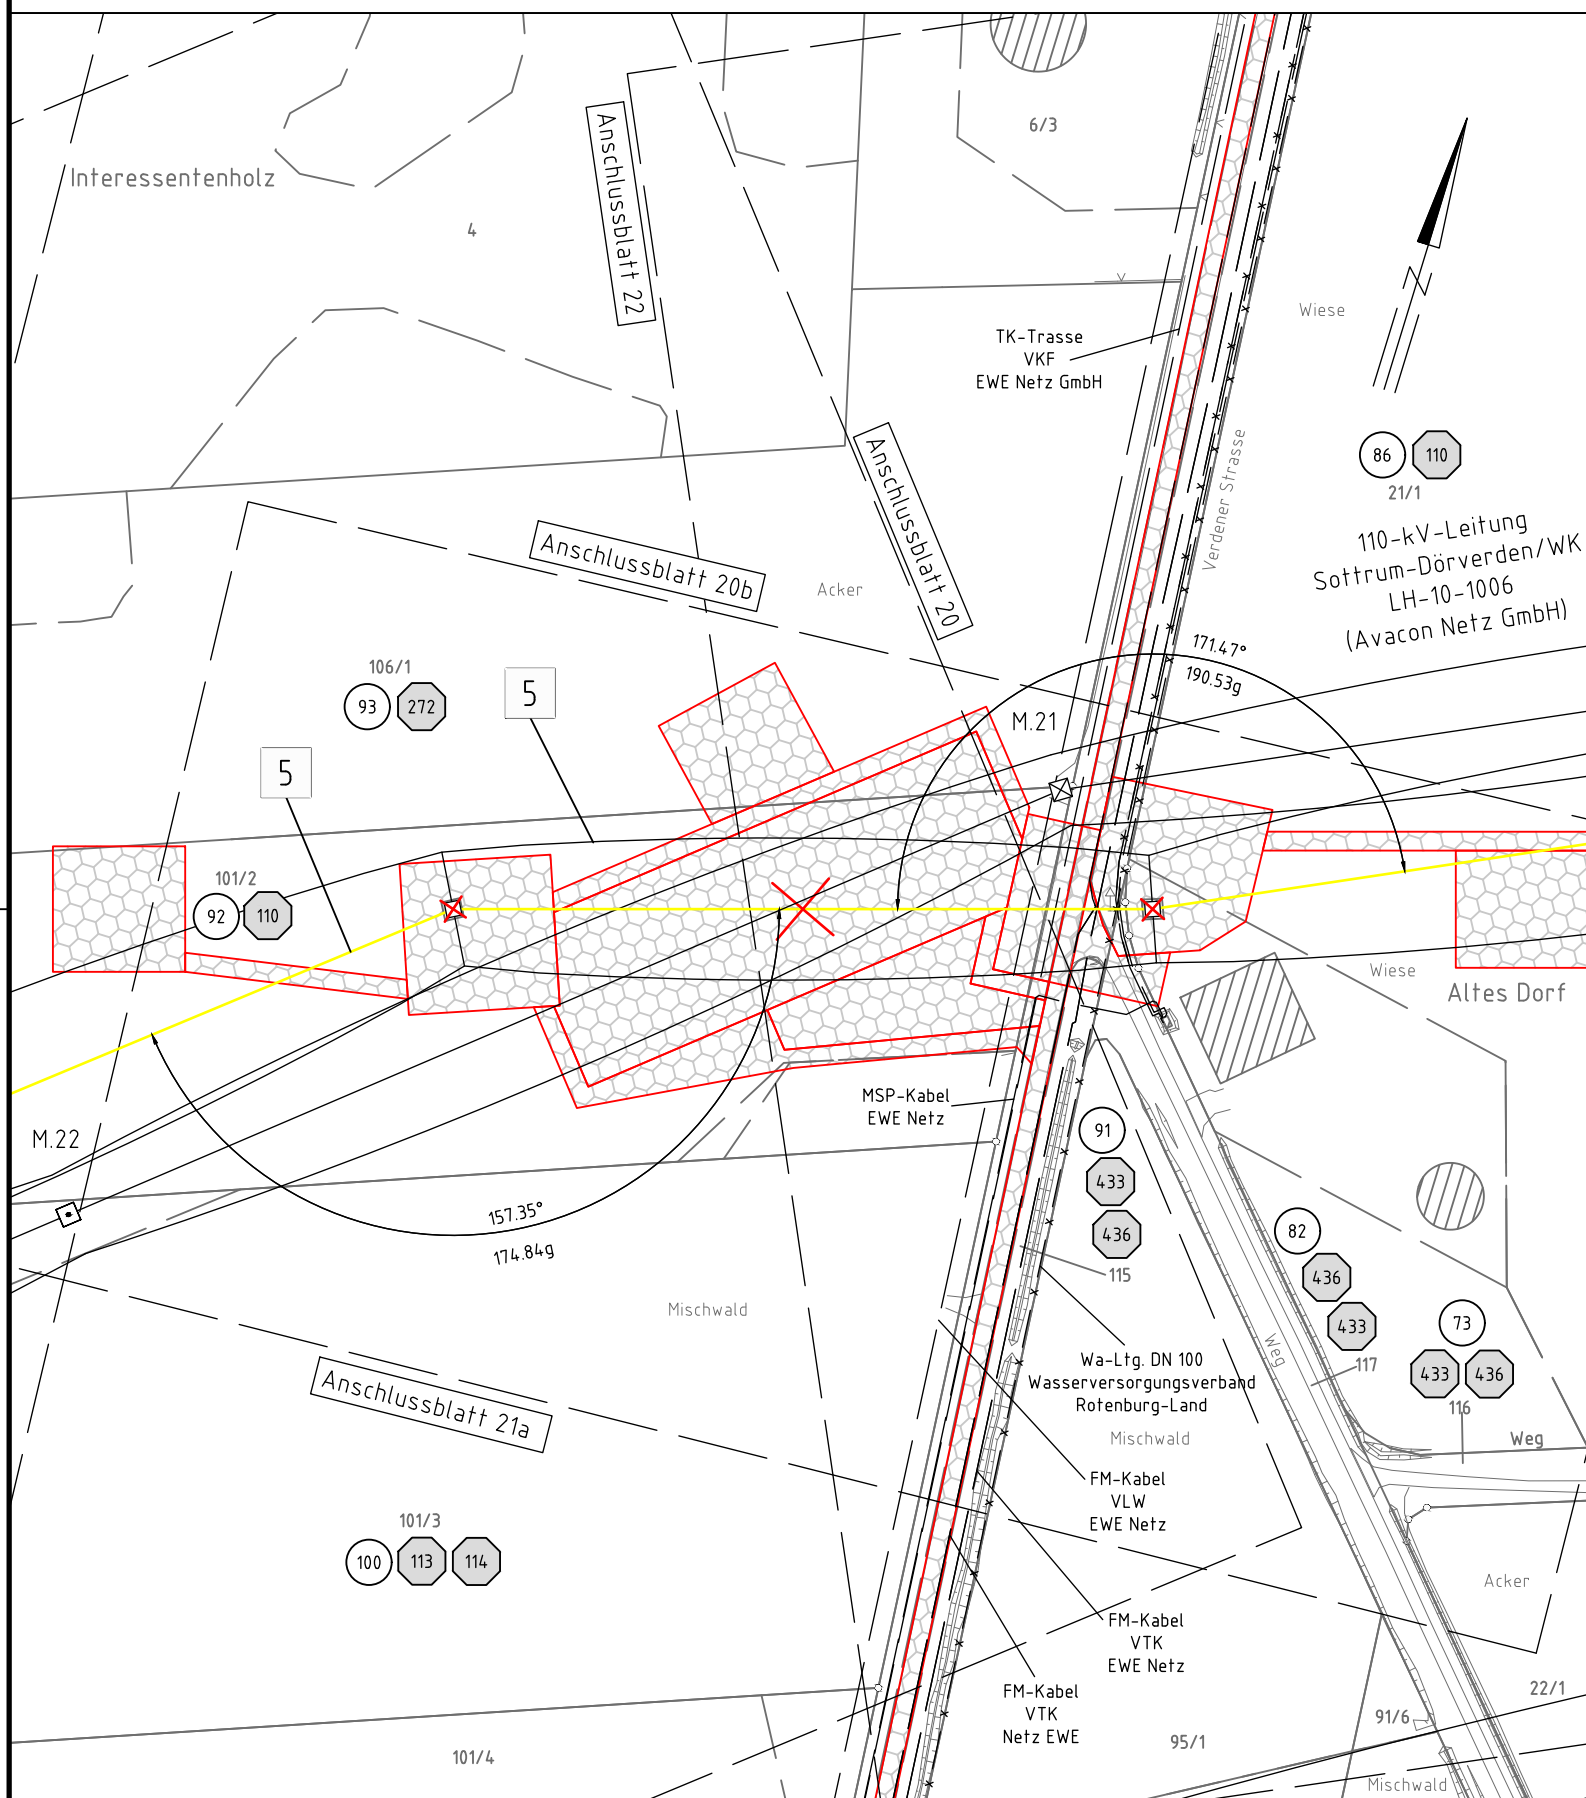 6/3
Anschlussblatt 22
Interessentenholz
4
Wiese
N
TK-Trasse
VKF
EWE Netz GmbH
Verdener Strasse
86
110
21/1
Anschlussblatt 20
110-kV-Leitung
Sottrum-Dörverden/WK
LH-10-1006
(Avacon Netz GmbH)
Anschlussblatt 20b
Acker
171.47°
190.53g
106/1
93
272
5
M.21
5
101/2
92
110
Wiese
Altes Dorf
MSP-Kabel
EWE Netz
M.22
91
433
436
115
157.35°
174.84g
82
436
433
117
73
433
436
116
Mischwald
Weg
Wa-Ltg. DN 100
Wasserversorgungsverband
Rotenburg-Land
Mischwald
Anschlussblatt 21a
Weg
FM-Kabel
VLW
EWE Netz
101/3
100
113
114
Acker
FM-Kabel
VTK
EWE Netz
FM-Kabel
VTK
Netz EWE
22/1
91/6
95/1
101/4
Mischwald